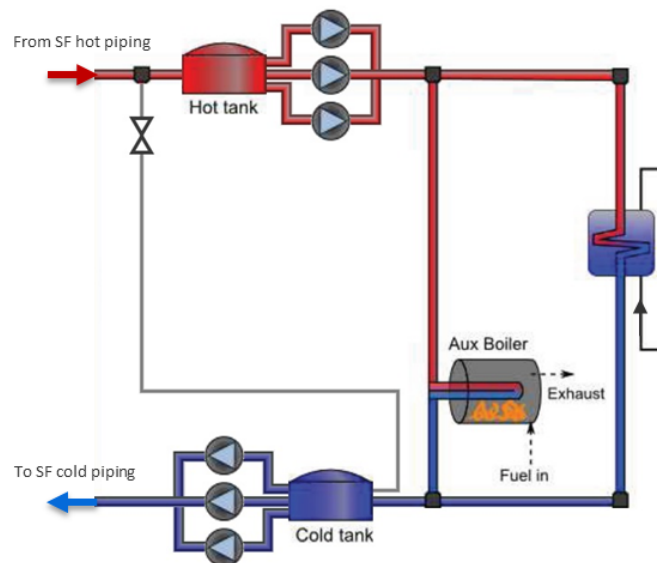 From SF hot piping
Hot tank
Aux Boiler
Exhaust
Fuel in
To SF cold piping
Cold tank